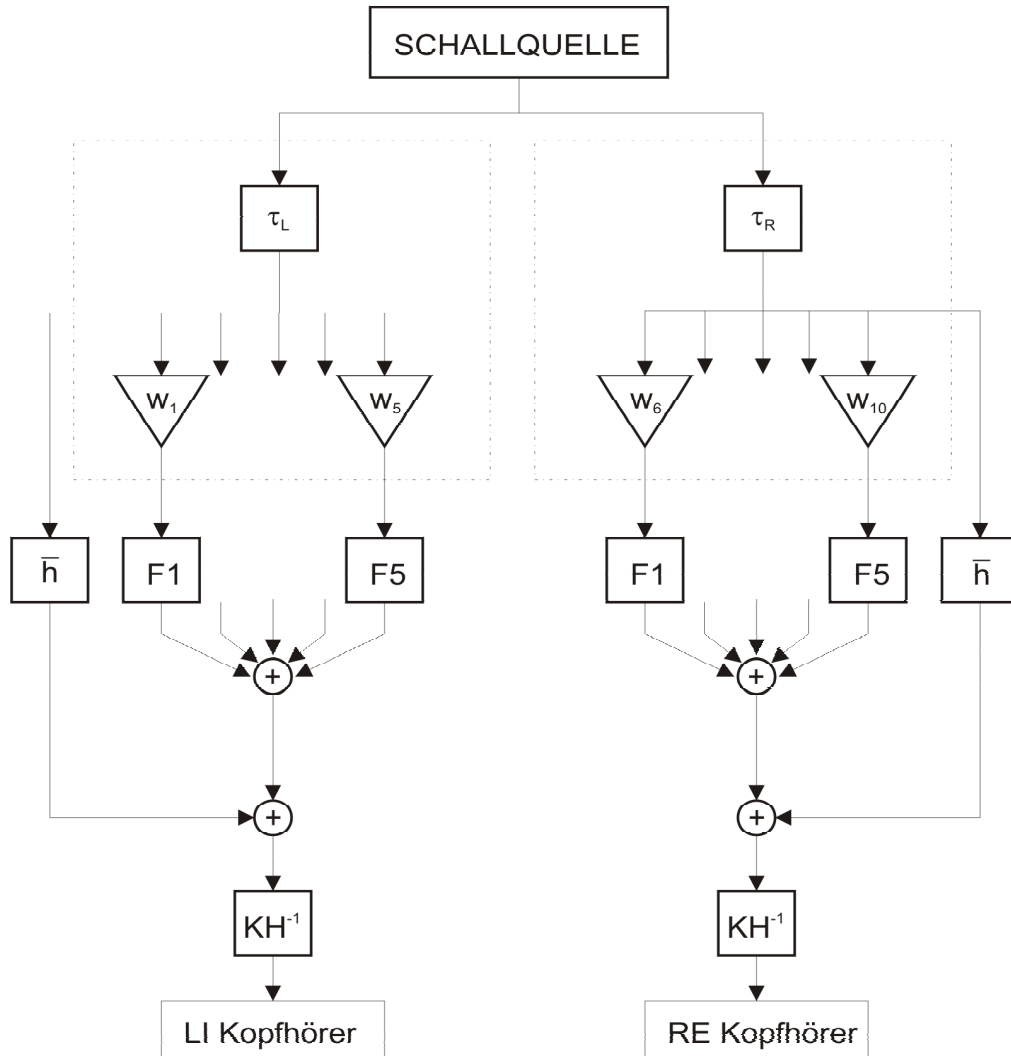 SCHALLQUELLE
τL τR
w1 w5 w6 w10
h̅ F1 F5 F1 F5 h̅
+ +
+ +
KH-1 KH-1
LI Kopfhörer RE Kopfhörer